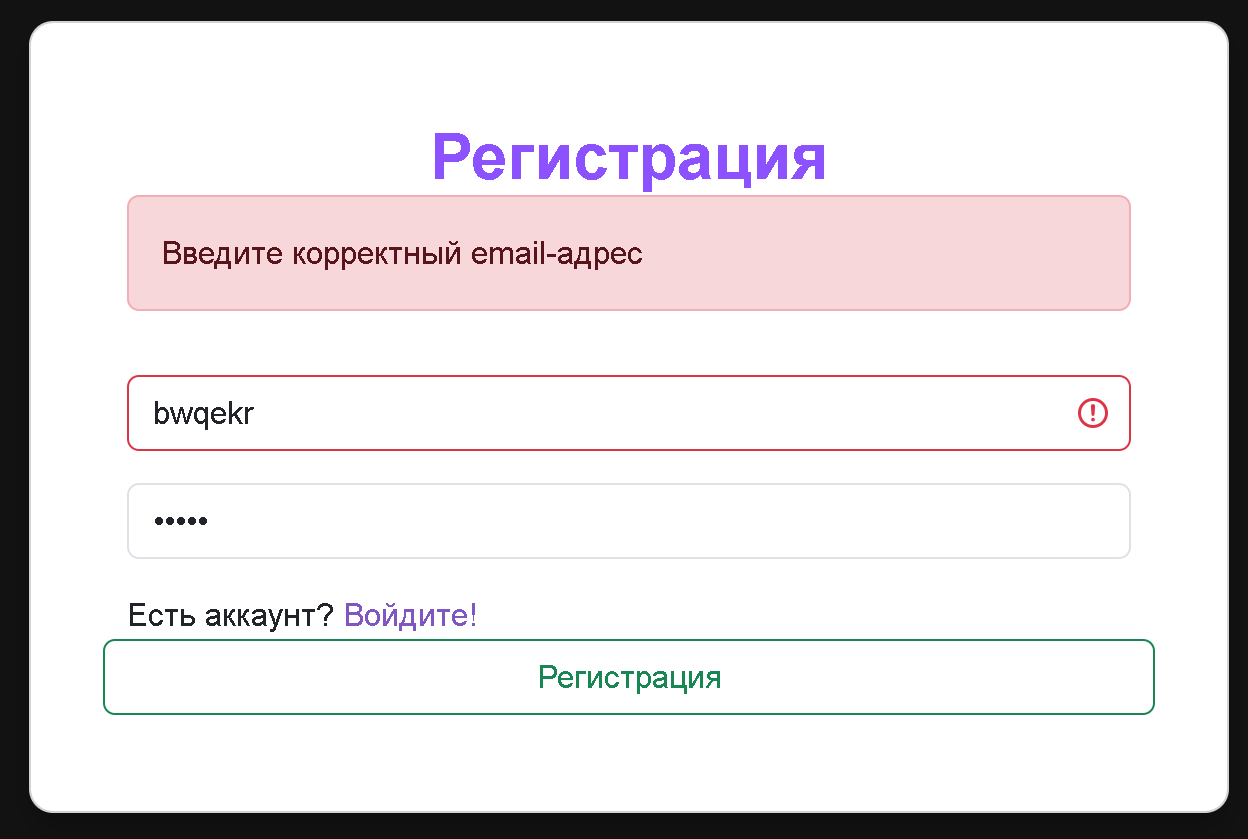 Регистрация
Введите корректный email-адрес
bwqekr
•••••
Есть аккаунт? Войдите!
Регистрация